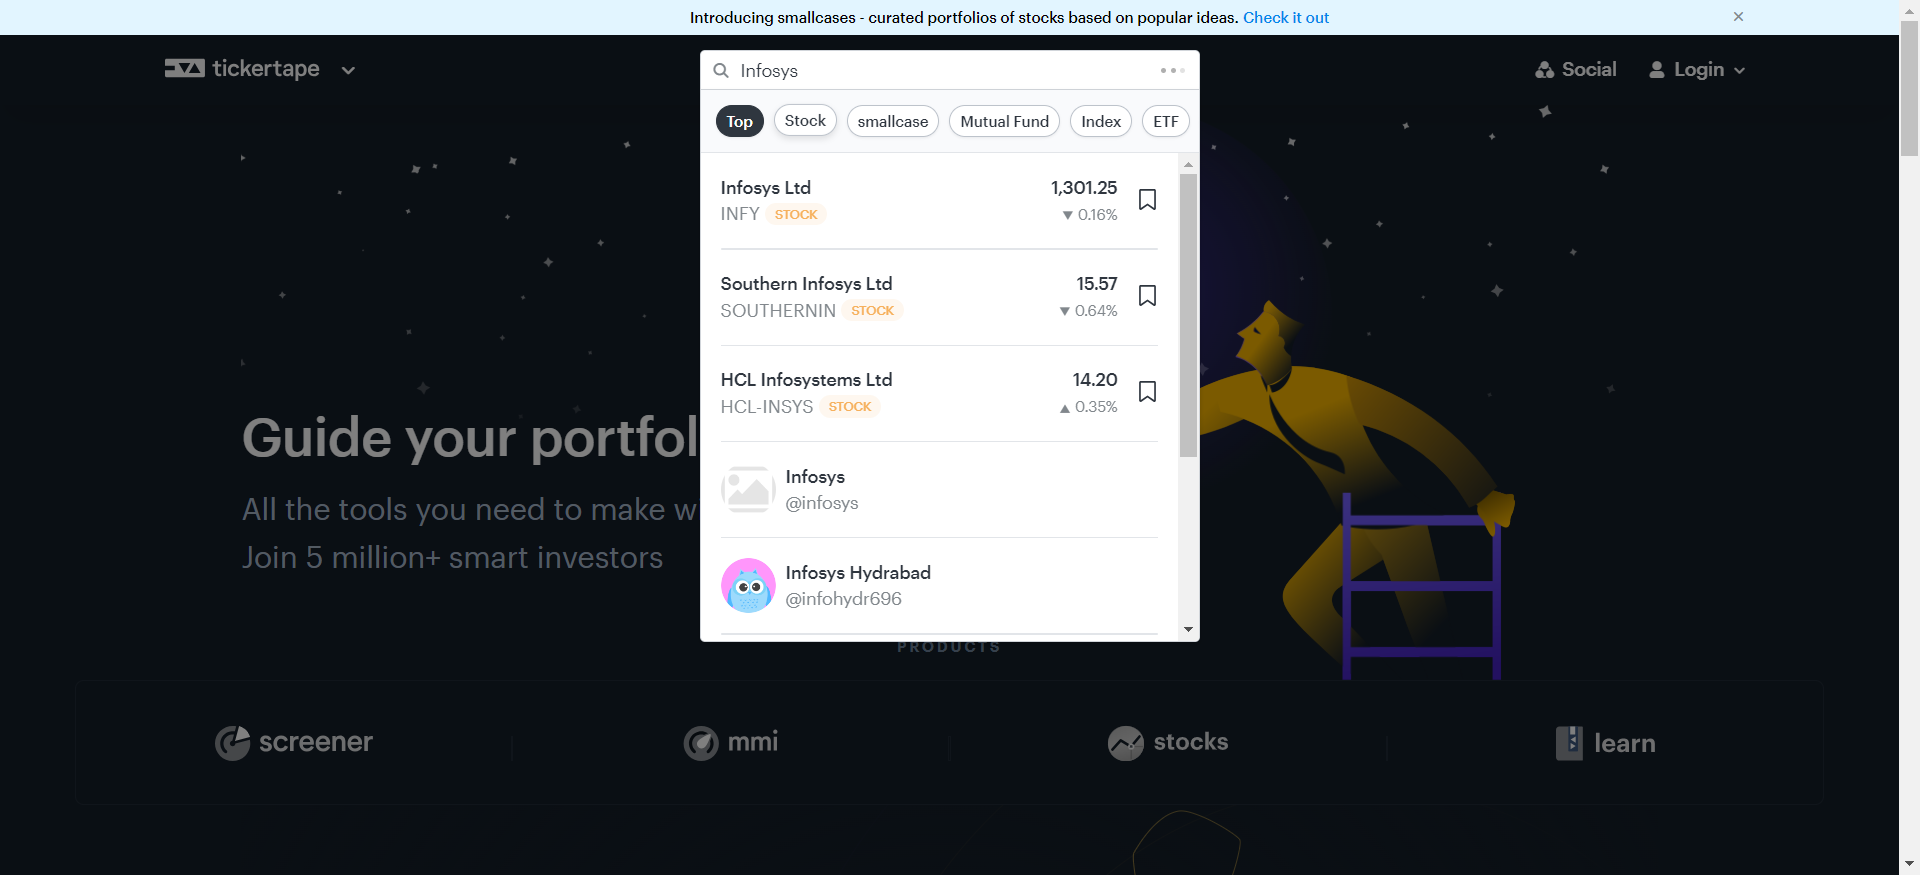 Introducing smallcases - curated portfolios of stocks based on popular ideas. Check it out
tickertape
Infosys
Social
Login
Top
Stock
smallcase
Mutual Fund
Index
ETF
Infosys Ltd
1,301.25
INFY STOCK
▼ 0.16%
Southern Infosys Ltd
15.57
SOUTHERNIN STOCK
▼ 0.64%
HCL Infosystems Ltd
14.20
HCL-INSYS STOCK
▲ 0.35%
Infosys
@infosys
Infosys Hydrabad
@infohydr696
Guide your portfol
All the tools you need to make w
Join 5 million+ smart investors
PRODUCTS
screener
mmi
stocks
learn